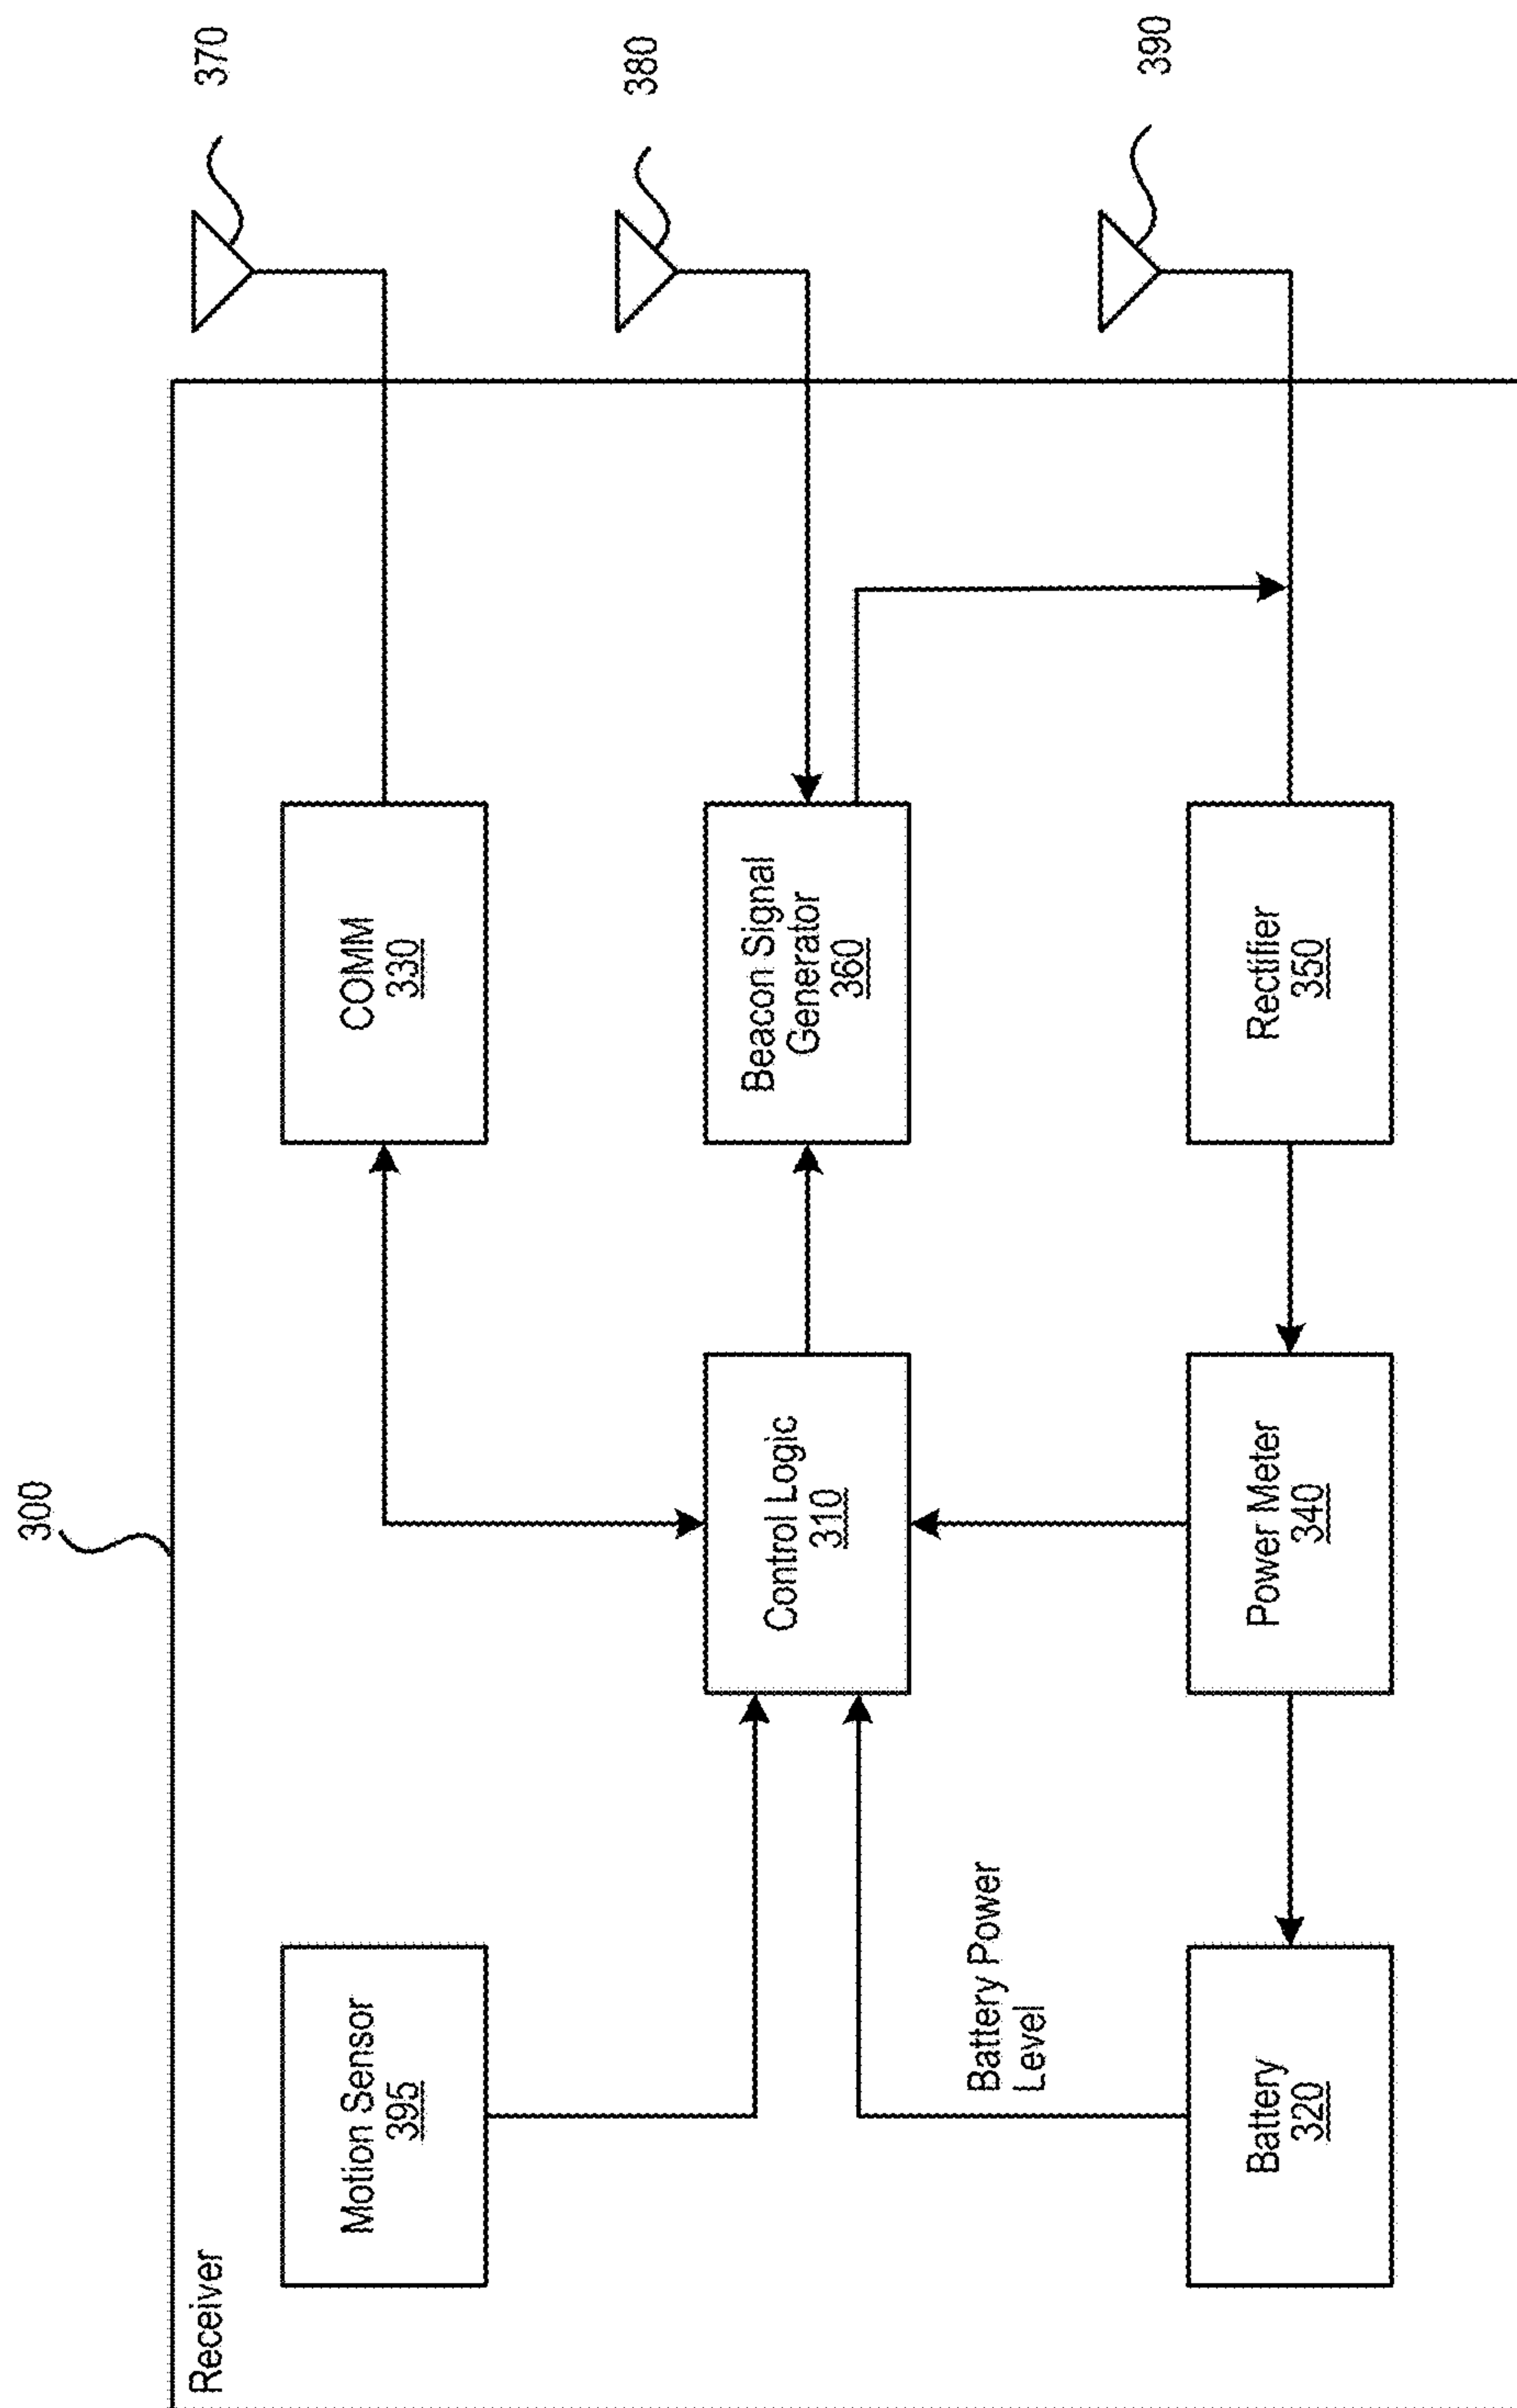 300
Receiver
Motion Sensor
395
COMM
330
370
Control Logic
310
Beacon Signal
Generator
360
380
Battery Power
Level
Battery
320
Power Meter
340
Rectifier
350
390